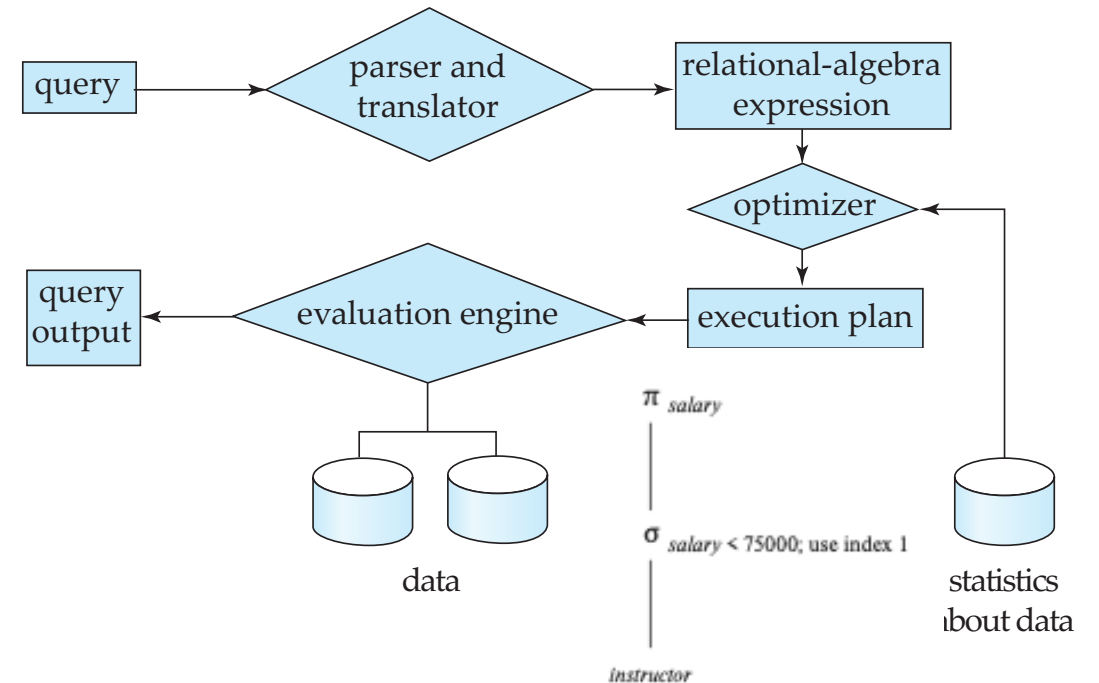 query
parser and
translator
relational-algebra
expression
optimizer
query
output
evaluation engine
execution plan
π salary
σ salary < 75000; use index 1
instructor
data
statistics
bout data